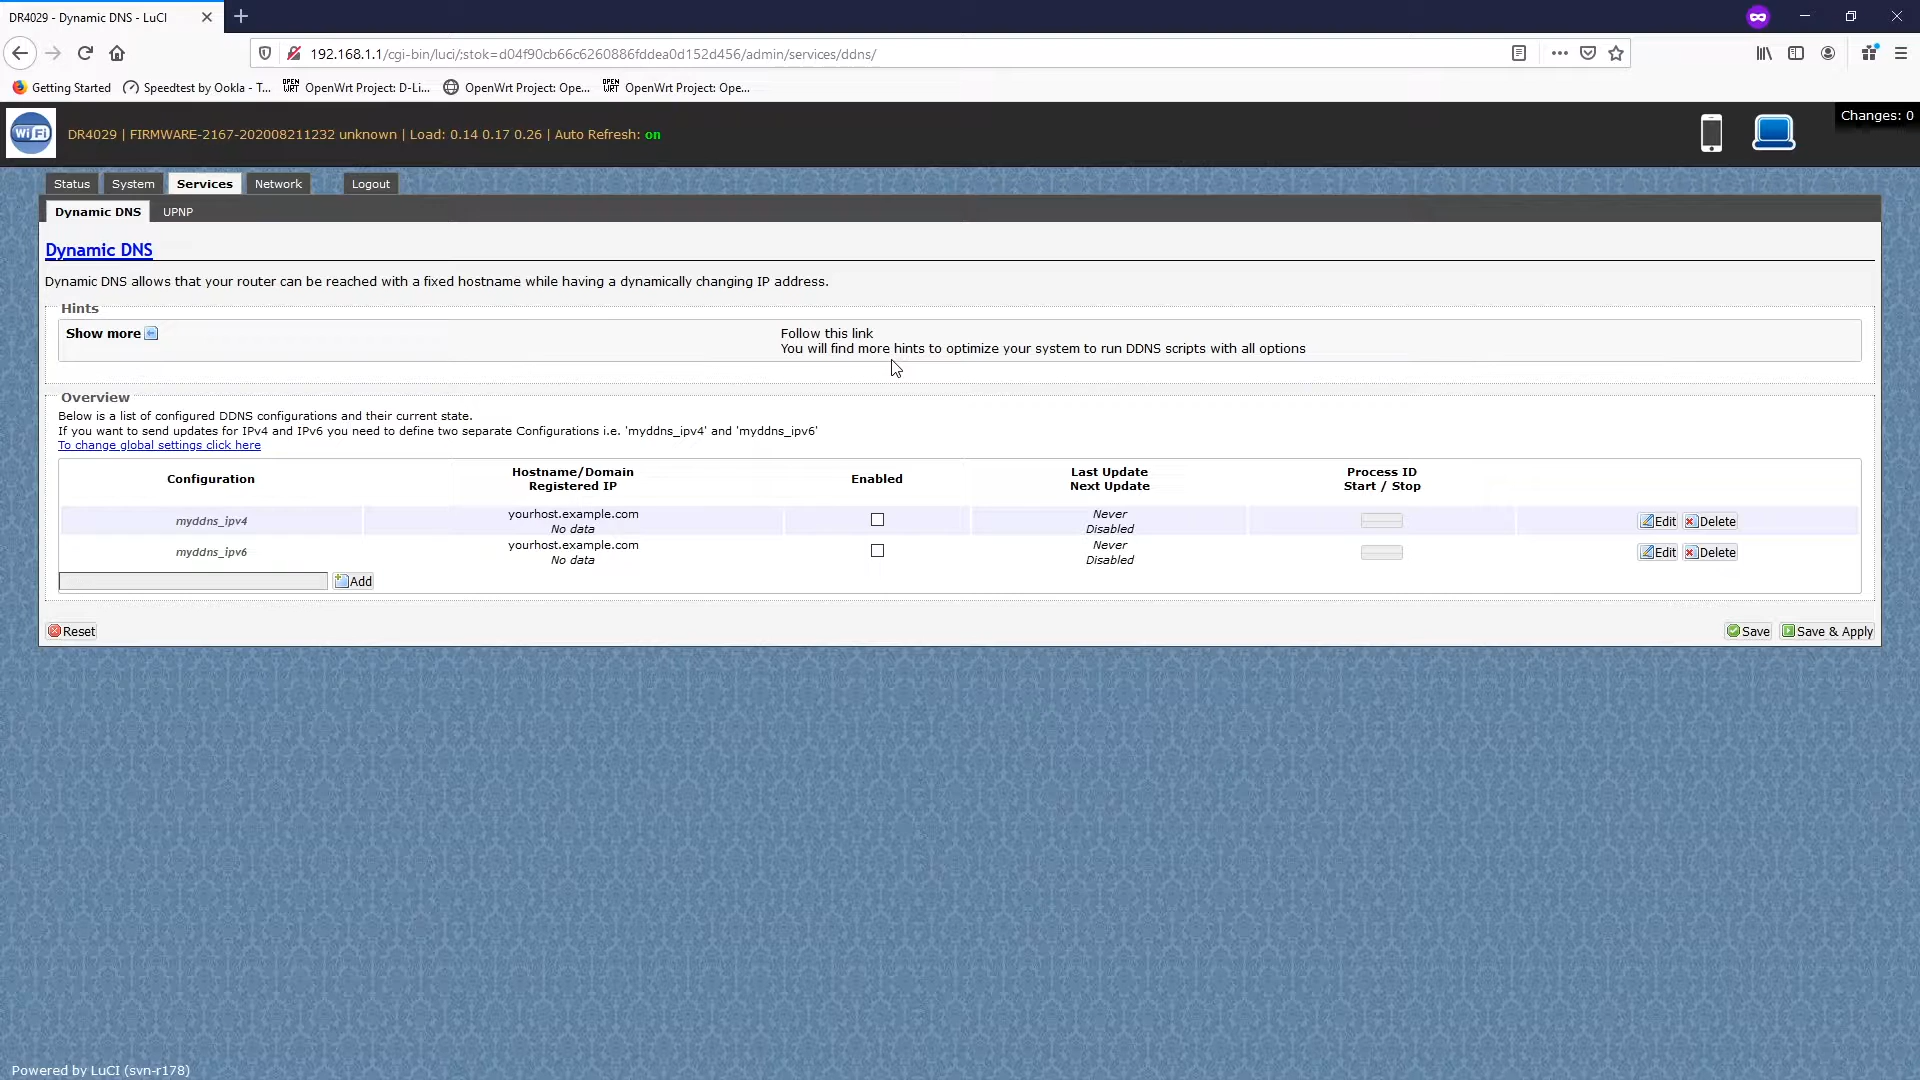 DR4029 - Dynamic DNS - LuCI
192.168.1.1/cgi-bin/luci/;stok=d04f90cb66c6260886fddea0d152d456/admin/services/ddns/
Getting Started
Speedtest by Ookla - T...
OPEN WRT
OpenWrt Project: D-Li...
OpenWrt Project: Ope...
OPEN WRT
OpenWrt Project: Ope...
WiFi
DR4029 | FIRMWARE-2167-202008211232 unknown | Load: 0.14 0.17 0.26 | Auto Refresh: on
Changes: 0
Status
System
Services
Network
Logout
Dynamic DNS
UPNP
Dynamic DNS
Dynamic DNS allows that your router can be reached with a fixed hostname while having a dynamically changing IP address.
Hints
Show more
Follow this link
You will find more hints to optimize your system to run DDNS scripts with all options
Overview
Below is a list of configured DDNS configurations and their current state.
If you want to send updates for IPv4 and IPv6 you need to define two separate Configurations i.e. 'myddns_ipv4' and 'myddns_ipv6'
To change global settings click here
Configuration
Hostname/Domain
Registered IP
Enabled
Last Update
Next Update
Process ID
Start / Stop
myddns_ipv4
yourhost.example.com
No data
Never
Disabled
Edit
Delete
myddns_ipv6
yourhost.example.com
No data
Never
Disabled
Edit
Delete
Add
Reset
Save
Save & Apply
Powered by LuCI (svn-r178)